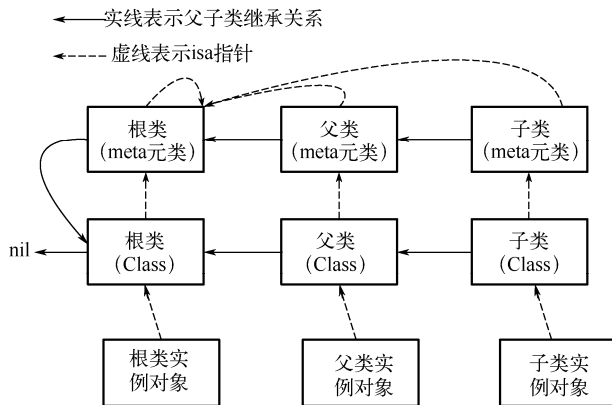 实线表示父子类继承关系
虚线表示isa指针
根类
(meta元类)
父类
(meta元类)
子类
(meta元类)
nil
根类
(Class)
父类
(Class)
子类
(Class)
根类实
例对象
父类实
例对象
子类实
例对象